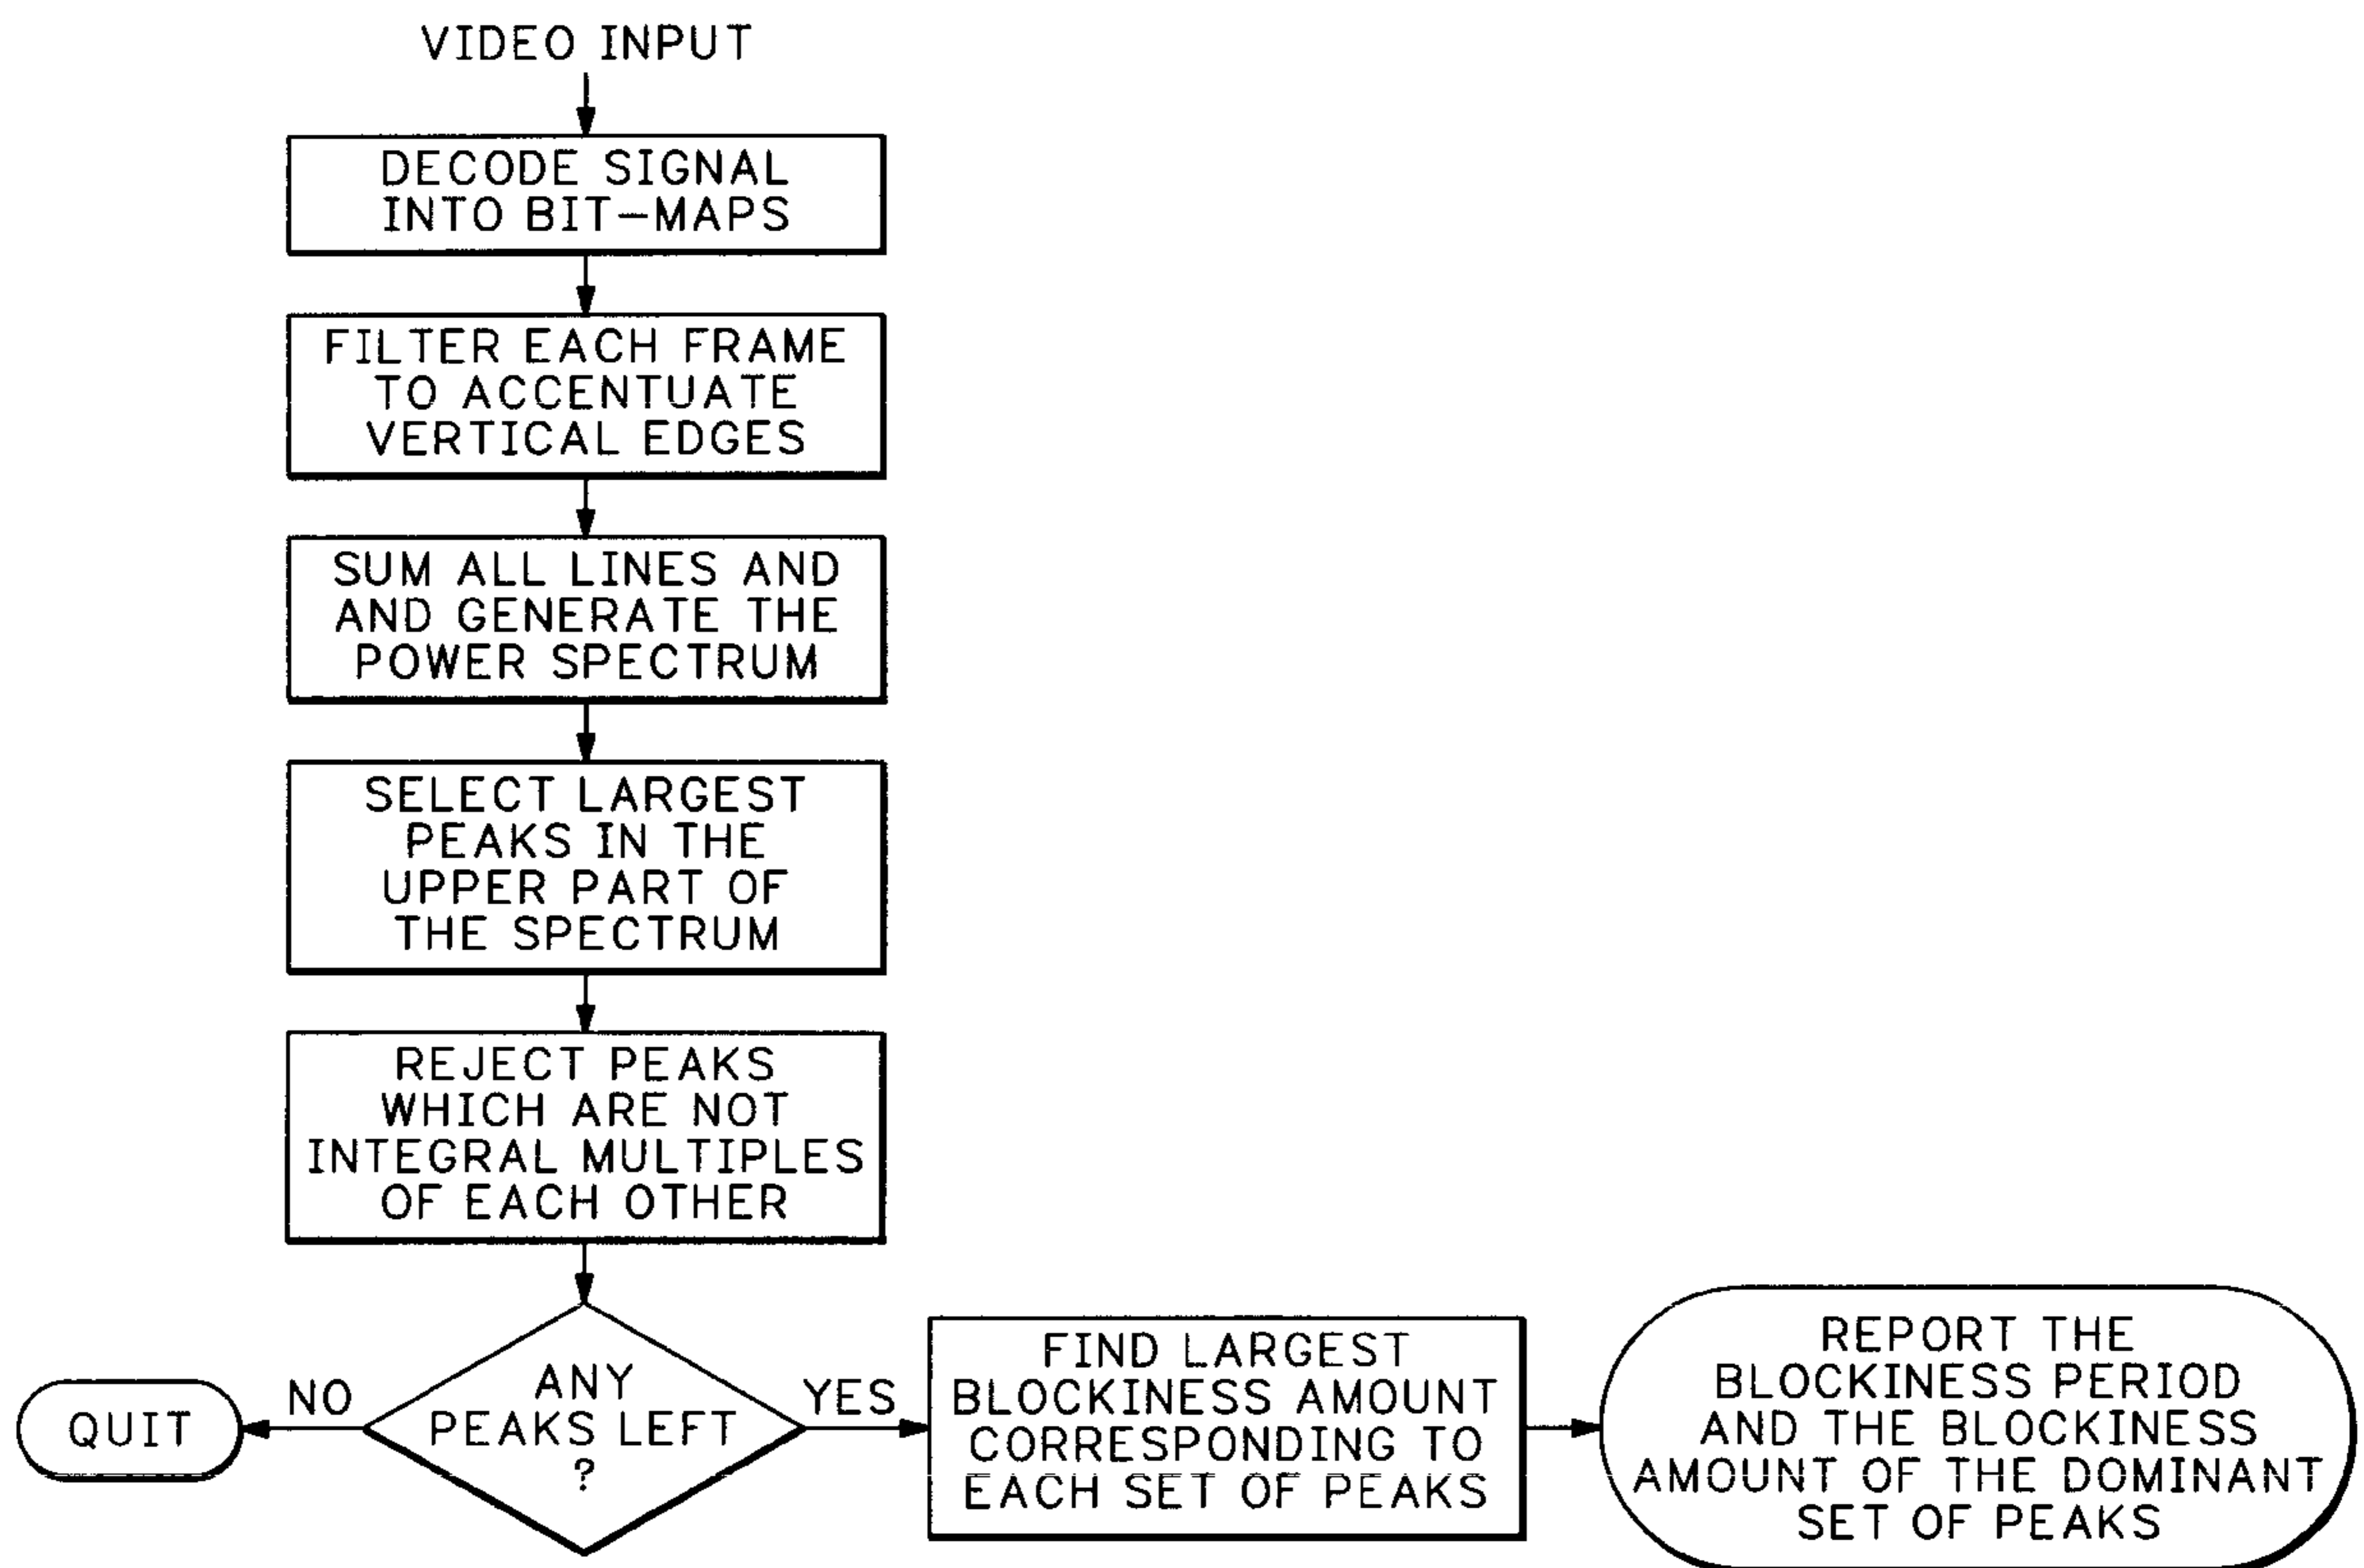 VIDEO INPUT
DECODE SIGNAL
INTO BIT-MAPS
FILTER EACH FRAME
TO ACCENTUATE
VERTICAL EDGES
SUM ALL LINES AND
AND GENERATE THE
POWER SPECTRUM
SELECT LARGEST
PEAKS IN THE
UPPER PART OF
THE SPECTRUM
REJECT PEAKS
WHICH ARE NOT
INTEGRAL MULTIPLES
OF EACH OTHER
ANY
PEAKS LEFT
?
NO
QUIT
YES
FIND LARGEST
BLOCKINESS AMOUNT
CORRESPONDING TO
EACH SET OF PEAKS
REPORT THE
BLOCKINESS PERIOD
AND THE BLOCKINESS
AMOUNT OF THE DOMINANT
SET OF PEAKS